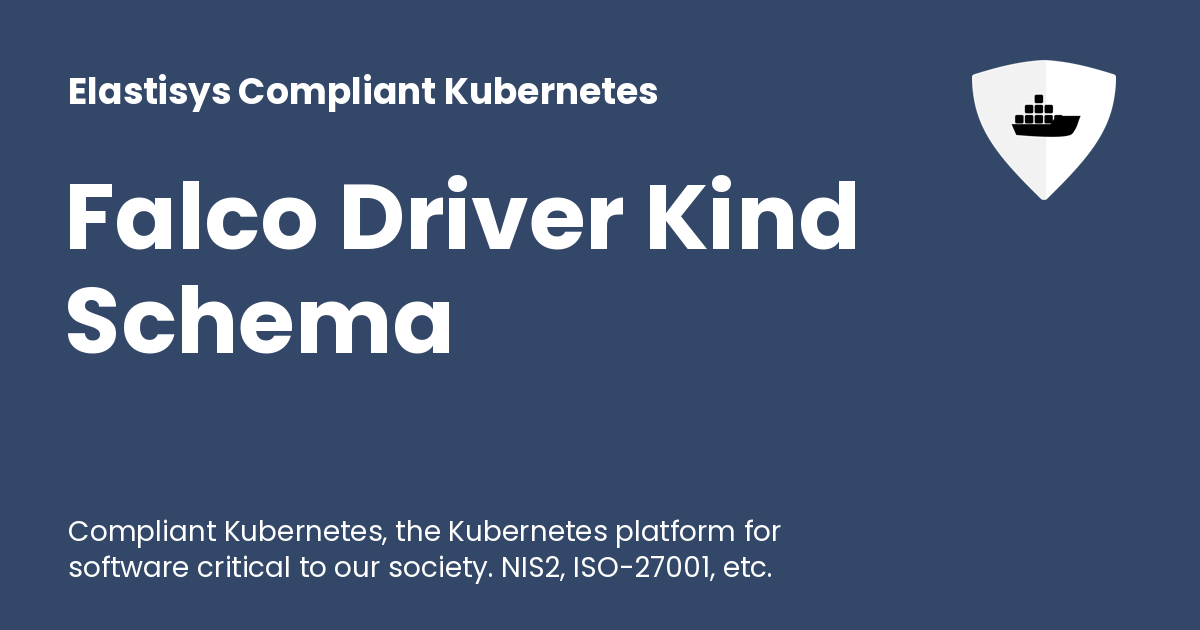 Elastisys Compliant Kubernetes
Falco Driver Kind
Schema
Compliant Kubernetes, the Kubernetes platform for
software critical to our society. NIS2, ISO-27001, etc.